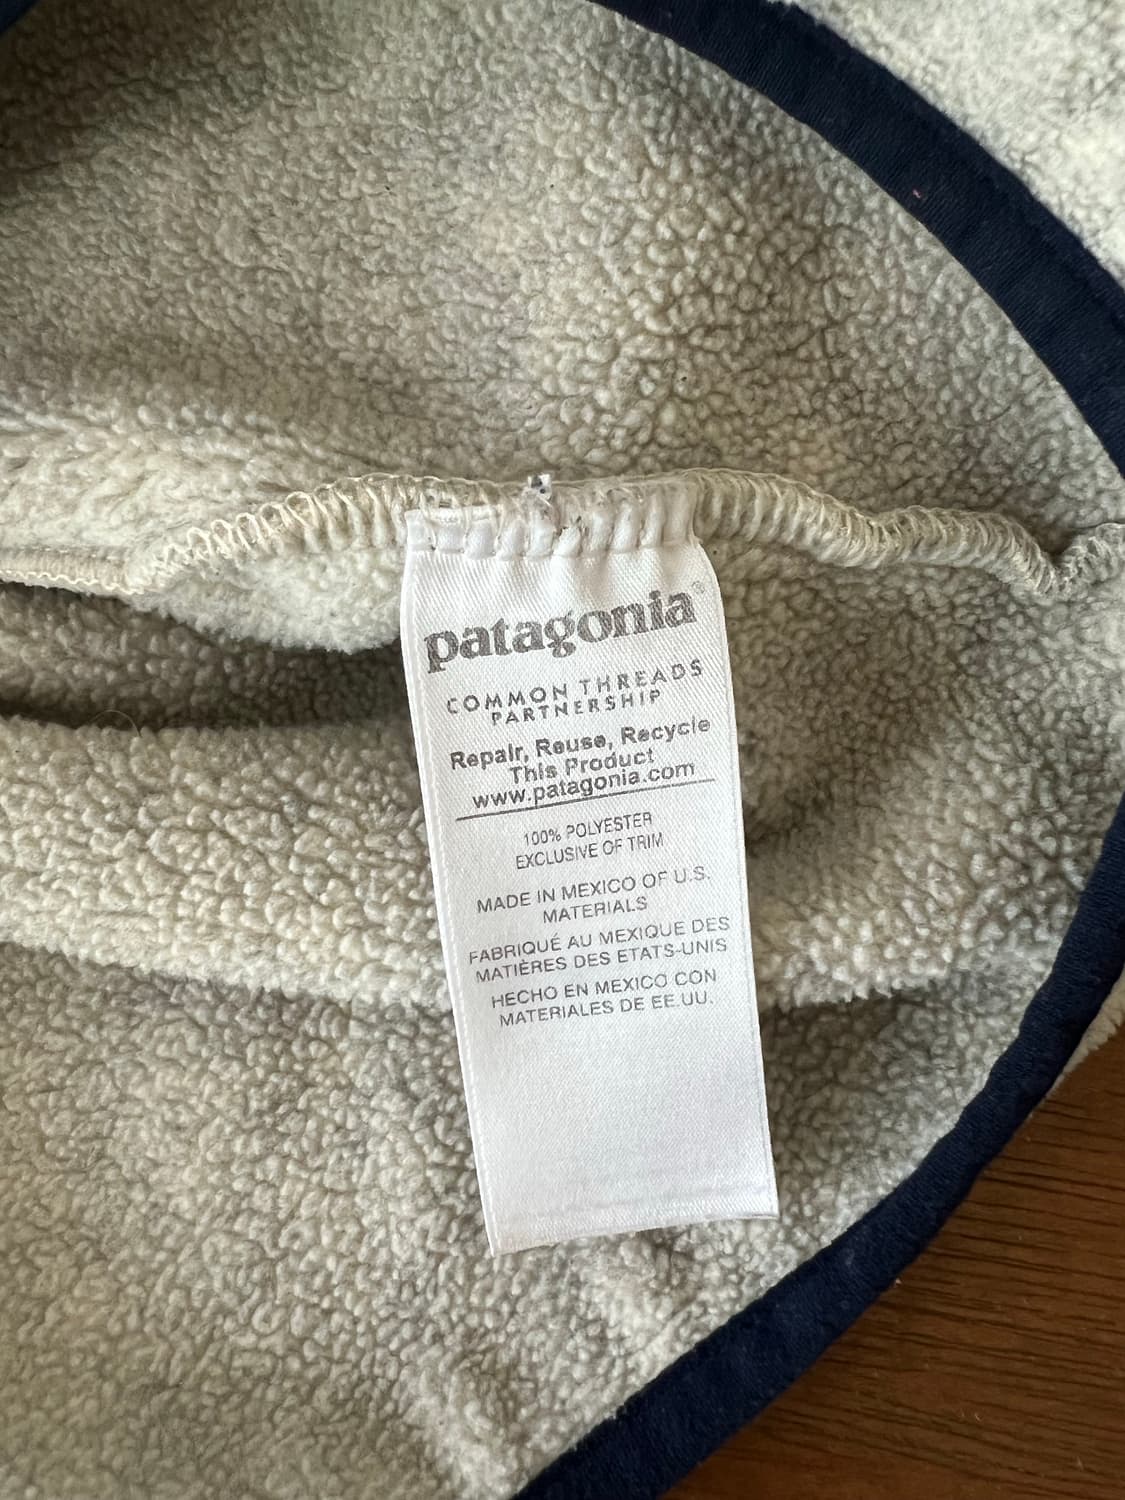 patagonia®
COMMON THREADS
PARTNERSHIP
Repair, Reuse, Recycle
This Product
www.patagonia.com
100% POLYESTER
EXCLUSIVE OF TRIM
MADE IN MEXICO OF U.S.
MATERIALS
FABRIQUÉ AU MEXIQUE DES
MATIÈRES DES ETATS-UNIS
HECHO EN MEXICO CON
MATERIALES DE EE.UU.